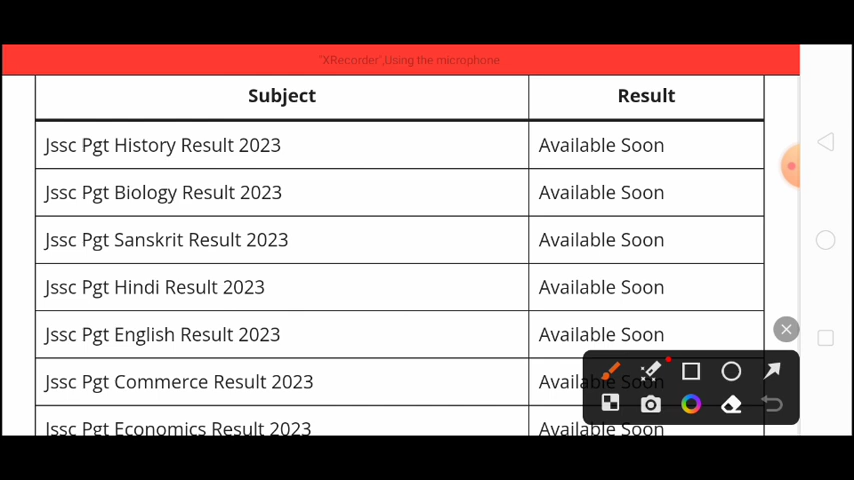 "XRecorder",Using the microphone
Subject Result
Jssc Pgt History Result 2023 Available Soon
Jssc Pgt Biology Result 2023 Available Soon
Jssc Pgt Sanskrit Result 2023 Available Soon
Jssc Pgt Hindi Result 2023 Available Soon
Jssc Pgt English Result 2023 Available Soon
Jssc Pgt Commerce Result 2023 Available Soon
Jssc Pgt Economics Result 2023 Available Soon